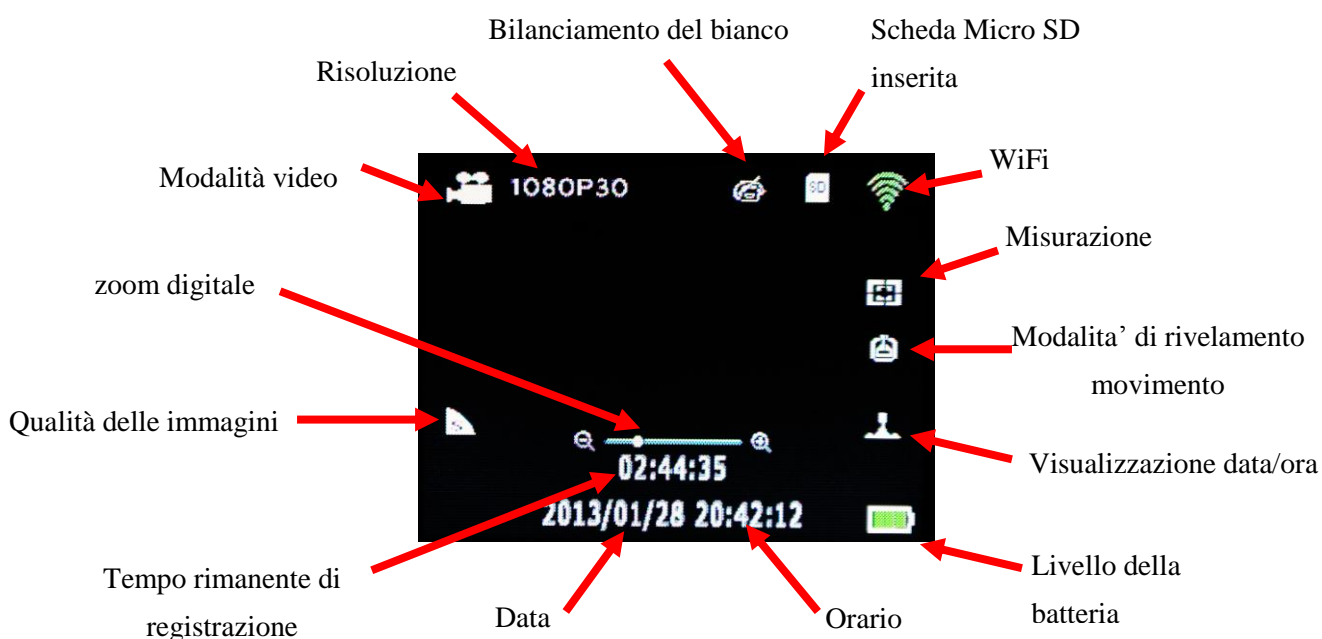 Bilanciamento del bianco
Scheda Micro SD
inserita
Risoluzione
WiFi
Modalità video
1080P30
SD
Misurazione
zoom digitale
Modalita’ di rivelamento
movimento
Qualità delle immagini
Visualizzazione data/ora
02:44:35
2013/01/28 20:42:12
Tempo rimanente di
registrazione
Data
Orario
Livello della
batteria